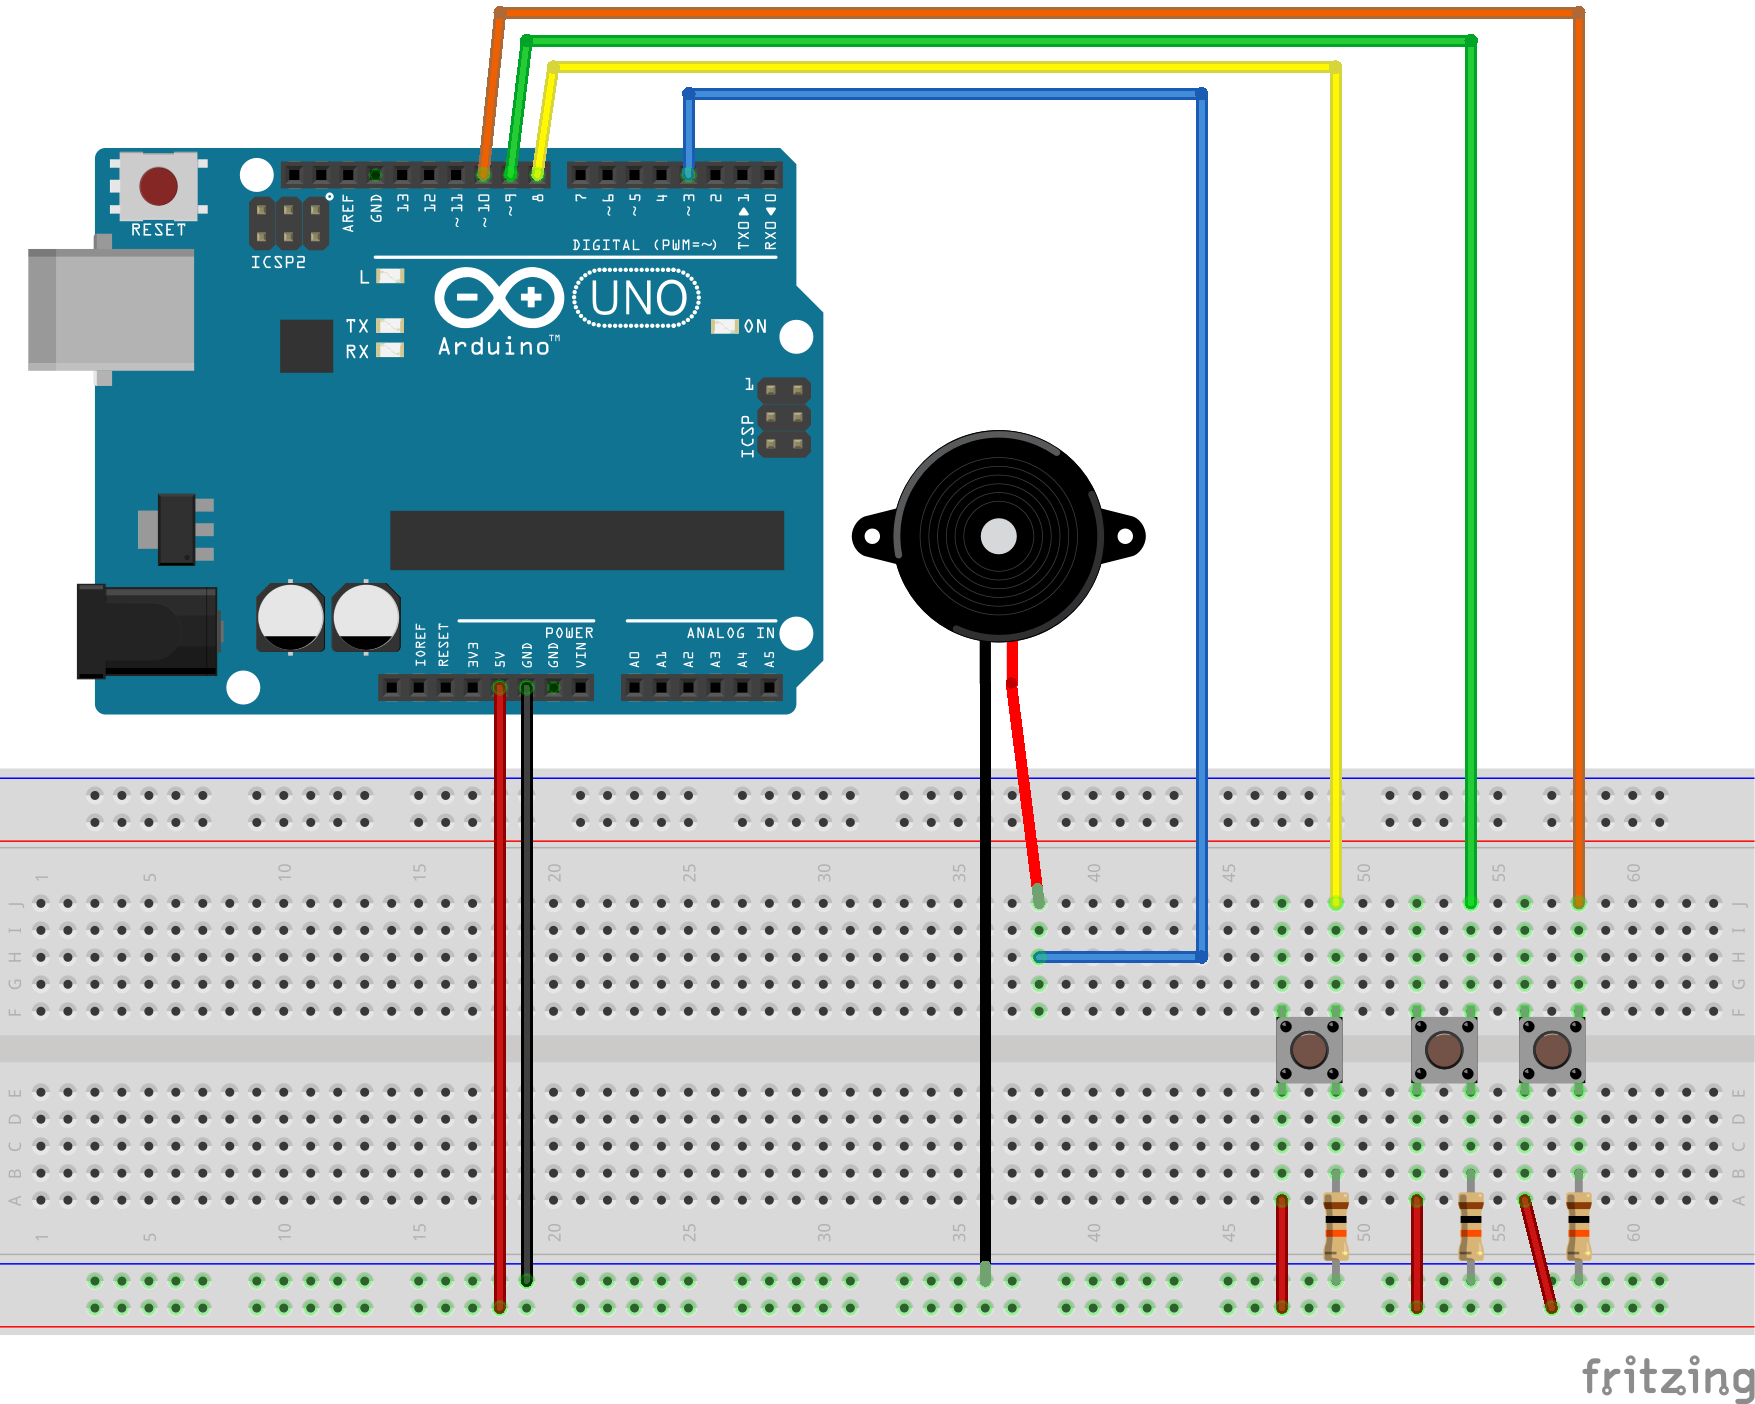 RESET
ICSP2
AREF
GND
13
12
~11
~10
~9
8
7
~6
~5
4
~3
2
TX0▶1
RX0◀0
DIGITAL (PWM=~)
L
TX
RX
UNO
Arduino™
ON
1
ICSP
IOREF
RESET
3V3
5V
GND
GND
VIN
POWER
ANALOG IN
A0
A1
A2
A3
A4
A5
1 5 10 15 20 25 30 35 40 45 50 55 60
J J
I I
H H
G G
F F
E E
D D
C C
B B
A A
1 5 10 15 20 25 30 35 40 45 50 55 60
fritzing